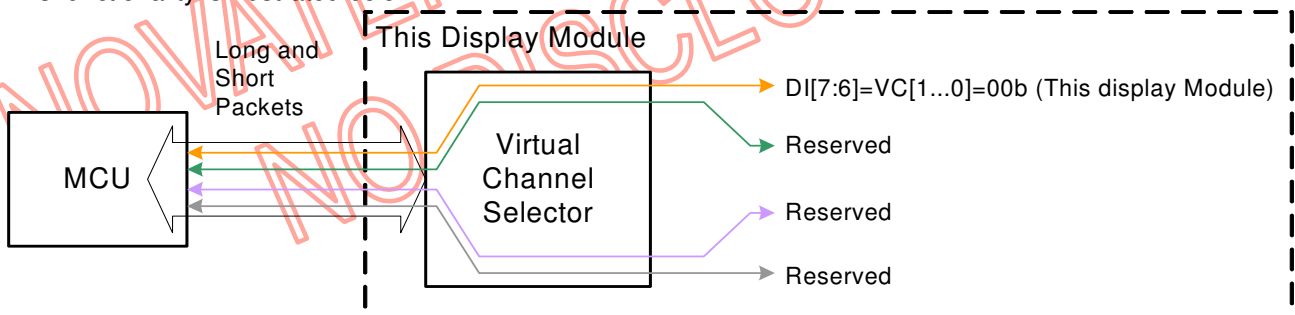 This Display Module
Long and
Short
Packets
MCU
Virtual
Channel
Selector
DI[7:6]=VC[1...0]=00b (This display Module)
Reserved
Reserved
Reserved